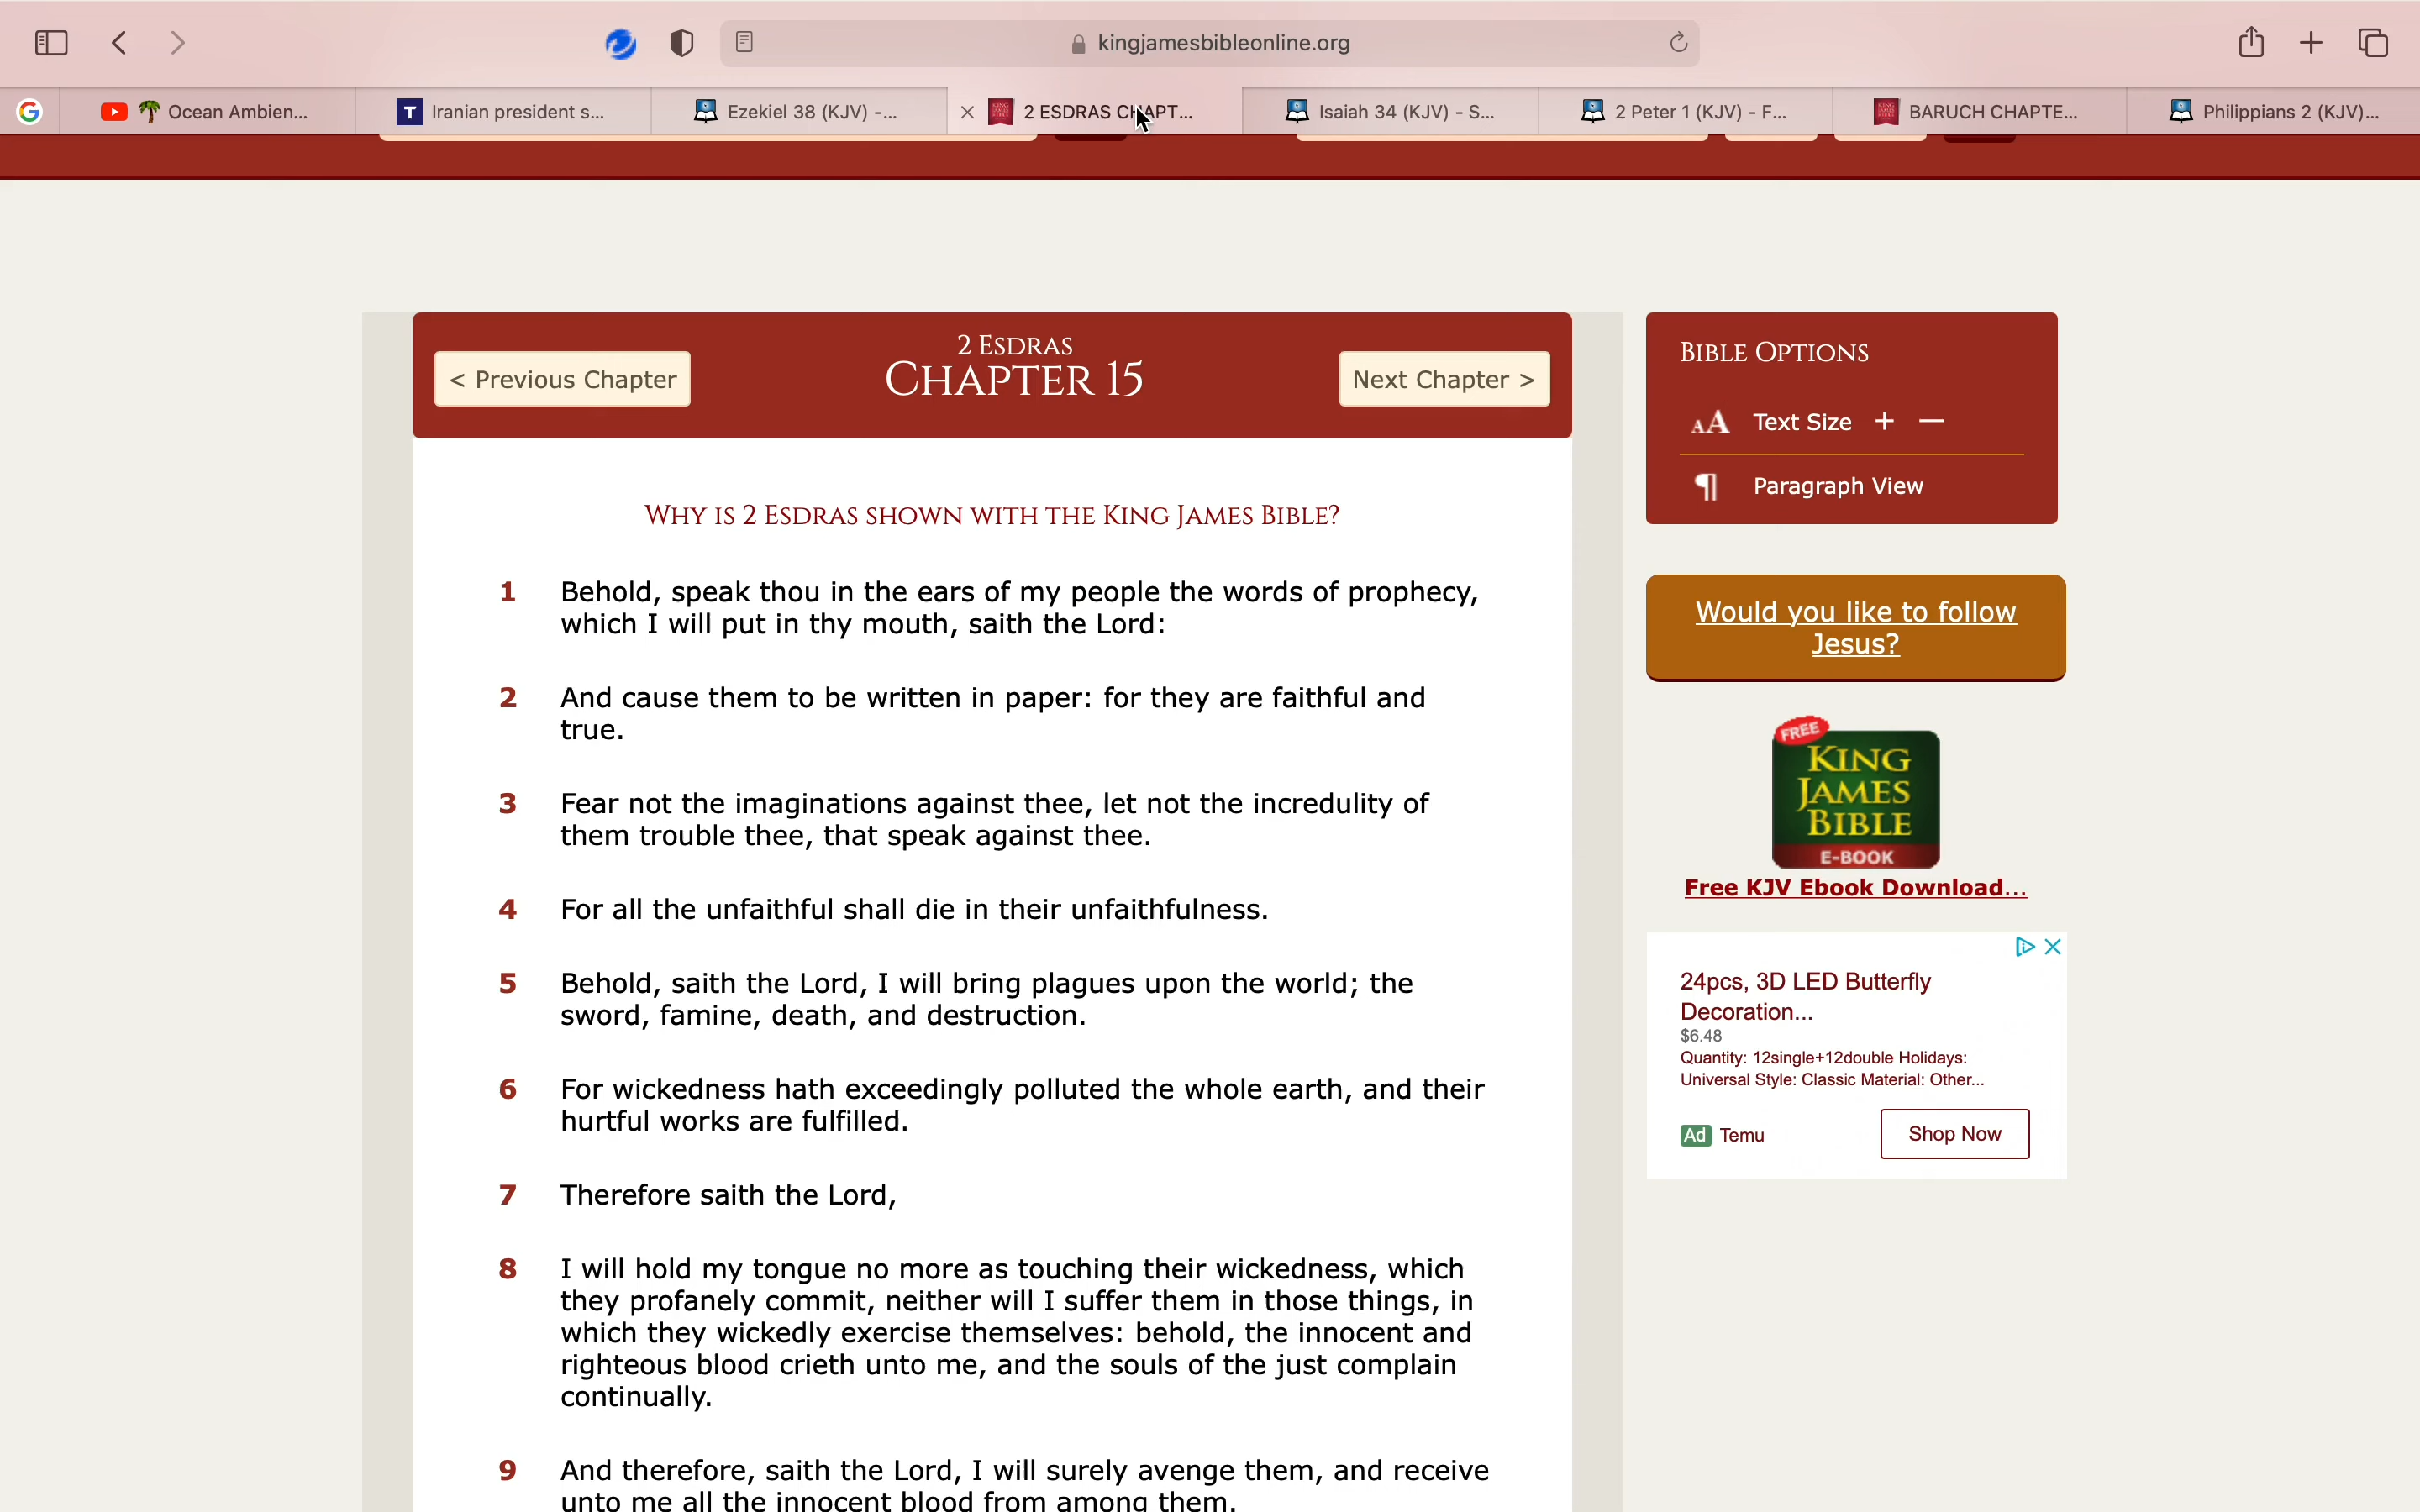 kingjamesbibleonline.org
Ocean Ambien...
T Iranian president s...
Ezekiel 38 (KJV) -...
2 ESDRAS CHAPT...
Isaiah 34 (KJV) - S...
2 Peter 1 (KJV) - F...
BARUCH CHAPTE...
Philippians 2 (KJV)...
< Previous Chapter
2 Esdras
Chapter 15
Next Chapter >
Why is 2 Esdras shown with the King James Bible?
1 Behold, speak thou in the ears of my people the words of prophecy,
which I will put in thy mouth, saith the Lord:
2 And cause them to be written in paper: for they are faithful and
true.
3 Fear not the imaginations against thee, let not the incredulity of
them trouble thee, that speak against thee.
4 For all the unfaithful shall die in their unfaithfulness.
5 Behold, saith the Lord, I will bring plagues upon the world; the
sword, famine, death, and destruction.
6 For wickedness hath exceedingly polluted the whole earth, and their
hurtful works are fulfilled.
7 Therefore saith the Lord,
8 I will hold my tongue no more as touching their wickedness, which
they profanely commit, neither will I suffer them in those things, in
which they wickedly exercise themselves: behold, the innocent and
righteous blood crieth unto me, and the souls of the just complain
continually.
9 And therefore, saith the Lord, I will surely avenge them, and receive
unto me all the innocent blood from among them.
Bible Options
AA Text Size + —
¶ Paragraph View
Would you like to follow
Jesus?
FREE
KING
JAMES
BIBLE
E-BOOK
Free KJV Ebook Download...
24pcs, 3D LED Butterfly
Decoration...
$6.48
Quantity: 12single+12double Holidays:
Universal Style: Classic Material: Other...
Ad Temu
Shop Now